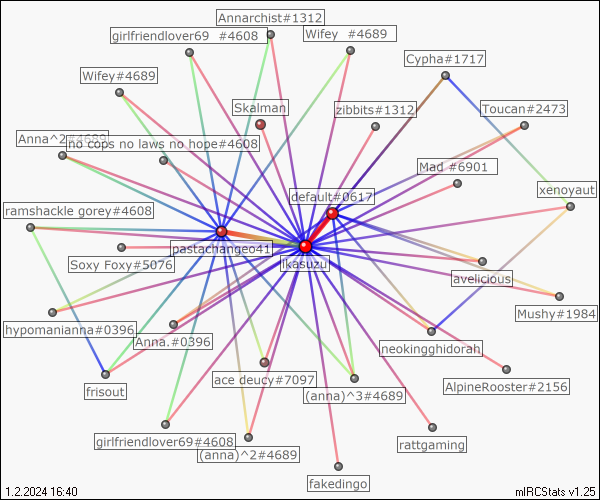 Annarchist#1312
girlfriendlover69 #4608
Wifey #4689
Cypha#1717
Wifey#4689
Skalman
zibbits#1312
Toucan#2473
Anna^2#4689
no cops no laws no hope#4608
Mad #6901
default#0617
xenoyaut
ramshackle gorey#4608
pastachangeo41
ikasuzu
Soxy Foxy#5076
avelicious
Mushy#1984
hypomanianna#0396
Anna.#0396
neokingghidorah
frisout
ace deucy#7097
(anna)^3#4689
AlpineRooster#2156
girlfriendlover69#4608
(anna)^2#4689
rattgaming
fakedingo
1.2.2024 16:40
mIRCStats v1.25